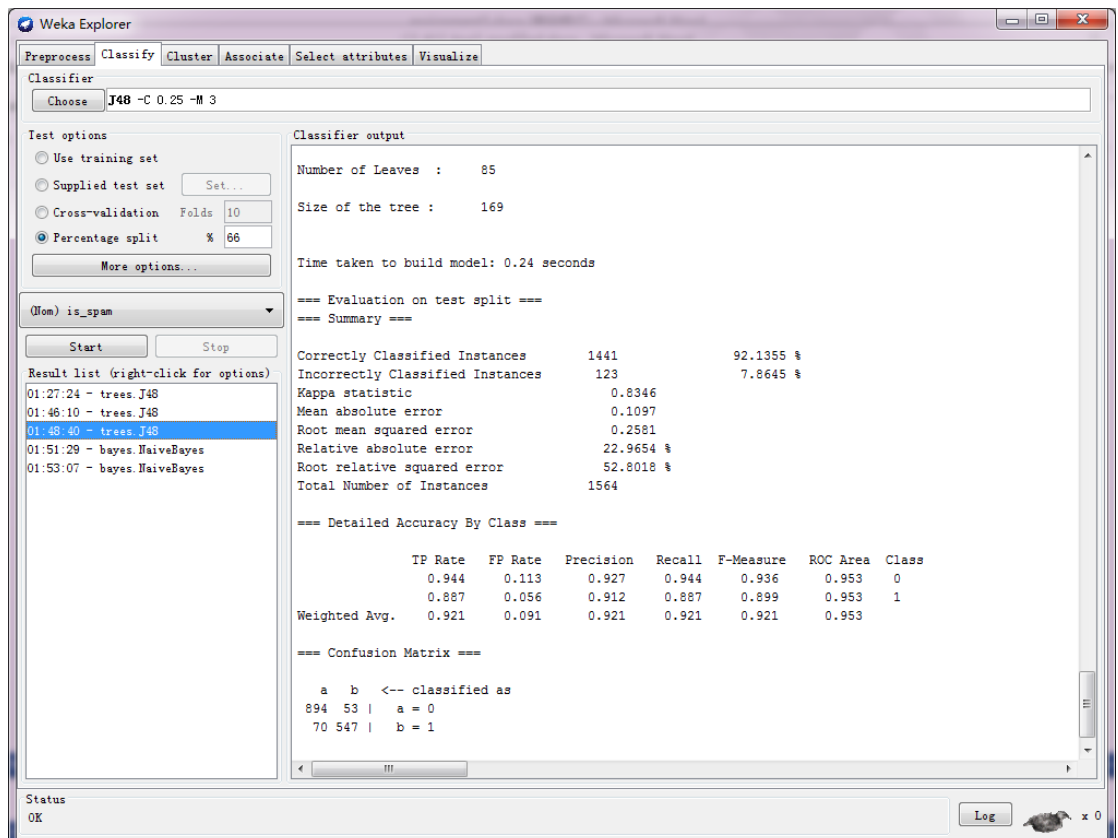 Weka Explorer
Preprocess Classify Cluster Associate Select attributes Visualize
Classifier
Choose J48 -C 0.25 -M 3
Test options
Use training set
Supplied test set Set...
Cross-validation Folds 10
Percentage split % 66
More options...
(Nom) is_spam
Start Stop
Result list (right-click for options)
01:27:24 - trees.J48
01:46:10 - trees.J48
01:48:40 - trees.J48
01:51:29 - bayes.NaiveBayes
01:53:07 - bayes.NaiveBayes
Classifier output
Number of Leaves : 85
Size of the tree : 169
Time taken to build model: 0.24 seconds
=== Evaluation on test split ===
=== Summary ===
Correctly Classified Instances 1441 92.1355 %
Incorrectly Classified Instances 123 7.8645 %
Kappa statistic 0.8346
Mean absolute error 0.1097
Root mean squared error 0.2581
Relative absolute error 22.9654 %
Root relative squared error 52.8018 %
Total Number of Instances 1564
=== Detailed Accuracy By Class ===
TP Rate FP Rate Precision Recall F-Measure ROC Area Class
0.944 0.113 0.927 0.944 0.936 0.953 0
0.887 0.056 0.912 0.887 0.899 0.953 1
Weighted Avg. 0.921 0.091 0.921 0.921 0.921 0.953
=== Confusion Matrix ===
a b <-- classified as
894 53 | a = 0
70 547 | b = 1
Status
OK
Log x 0